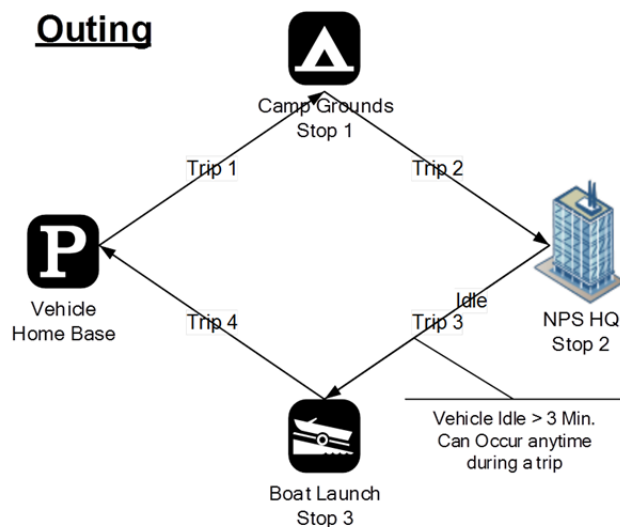 Outing
Camp Grounds
Stop 1
Trip 1
Trip 2
P
Vehicle
Home Base
Idle
NPS HQ
Stop 2
Trip 4
Trip 3
Vehicle Idle > 3 Min.
Can Occur anytime
during a trip
Boat Launch
Stop 3